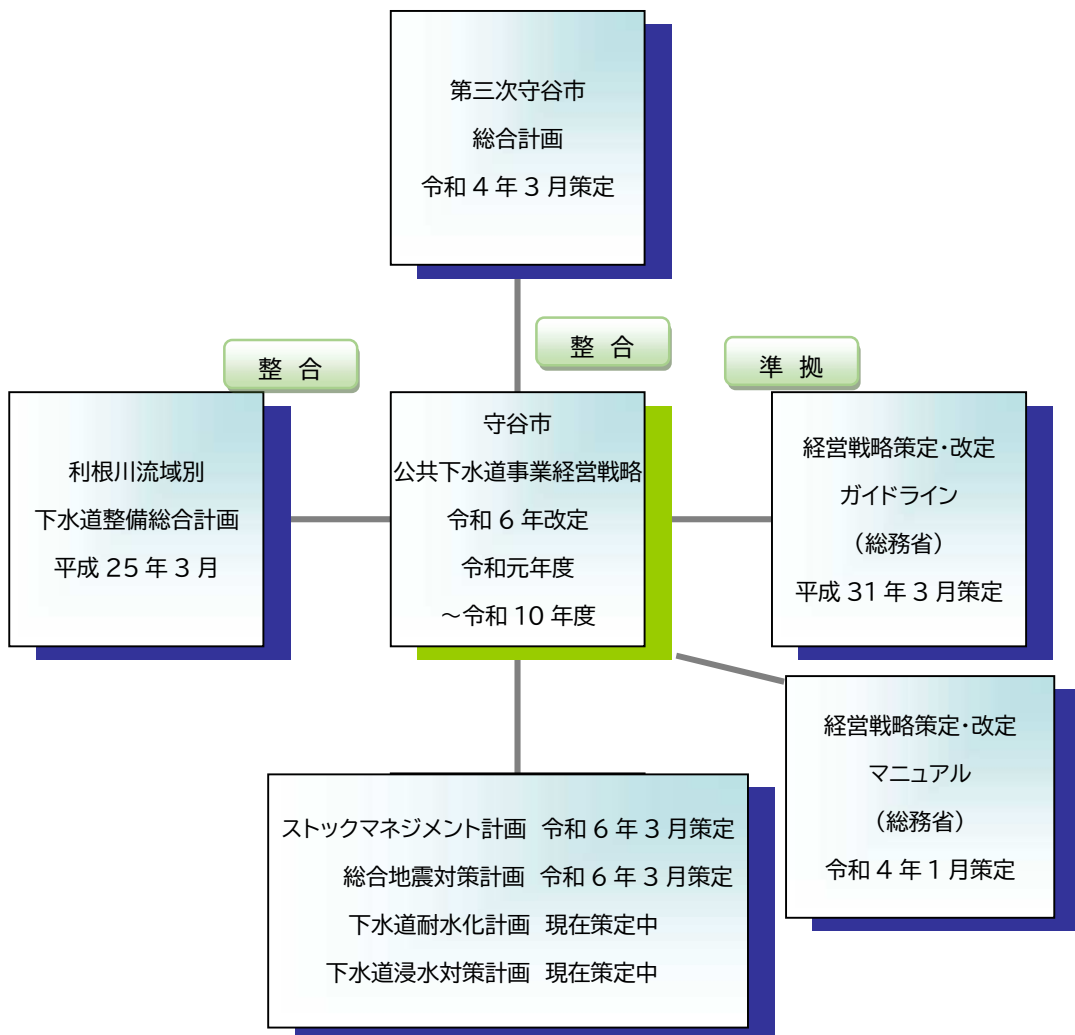 第三次守谷市
総合計画
令和 4 年 3 月策定
整 合
整 合
準 拠
利根川流域別
下水道整備総合計画
平成 25 年 3 月
守谷市
公共下水道事業経営戦略
令和 6 年改定
令和元年度
～令和 10 年度
経営戦略策定・改定
ガイドライン
（総務省）
平成 31 年 3 月策定
経営戦略策定・改定
マニュアル
（総務省）
令和 4 年 1 月策定
ストックマネジメント計画 令和 6 年 3 月策定
総合地震対策計画 令和 6 年 3 月策定
下水道耐水化計画 現在策定中
下水道浸水対策計画 現在策定中